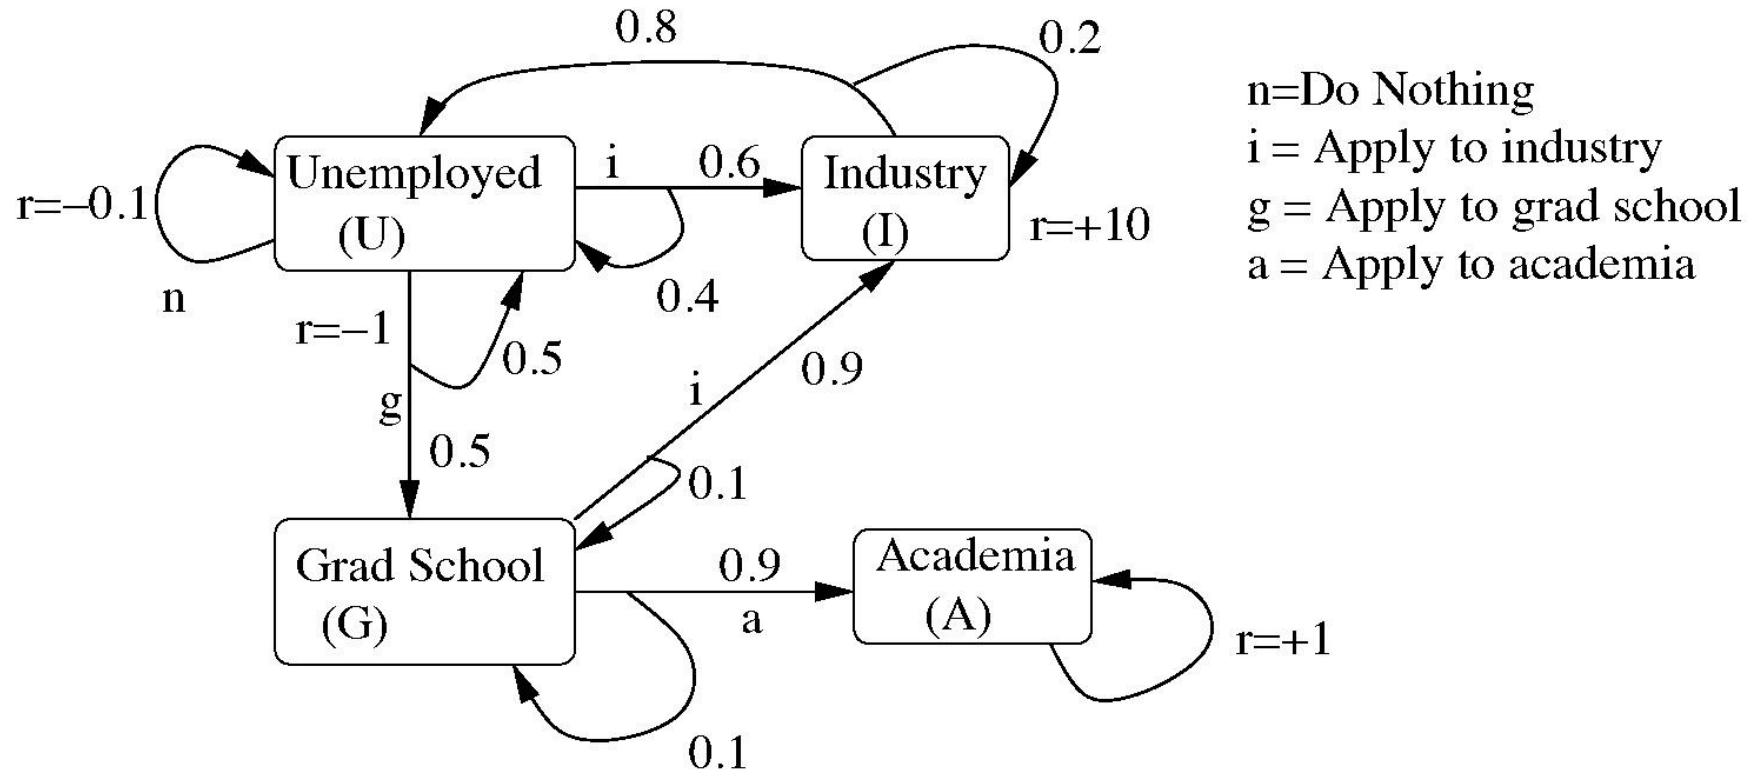 0.8
0.2
n=Do Nothing
i = Apply to industry
g = Apply to grad school
a = Apply to academia
Unemployed
(U)
i
0.6
Industry
(I)
r=+10
r=−0.1
n
0.4
r=−1
0.5
g
0.5
i
0.9
0.1
Grad School
(G)
0.9
a
Academia
(A)
r=+1
0.1